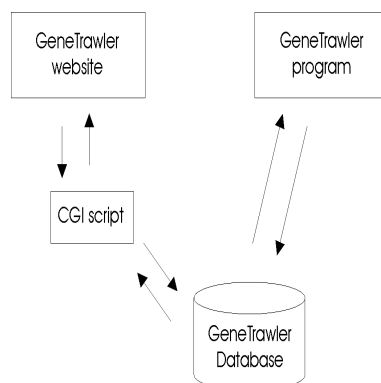 GeneTrawler
website
GeneTrawler
program
CGI script
GeneTrawler
Database